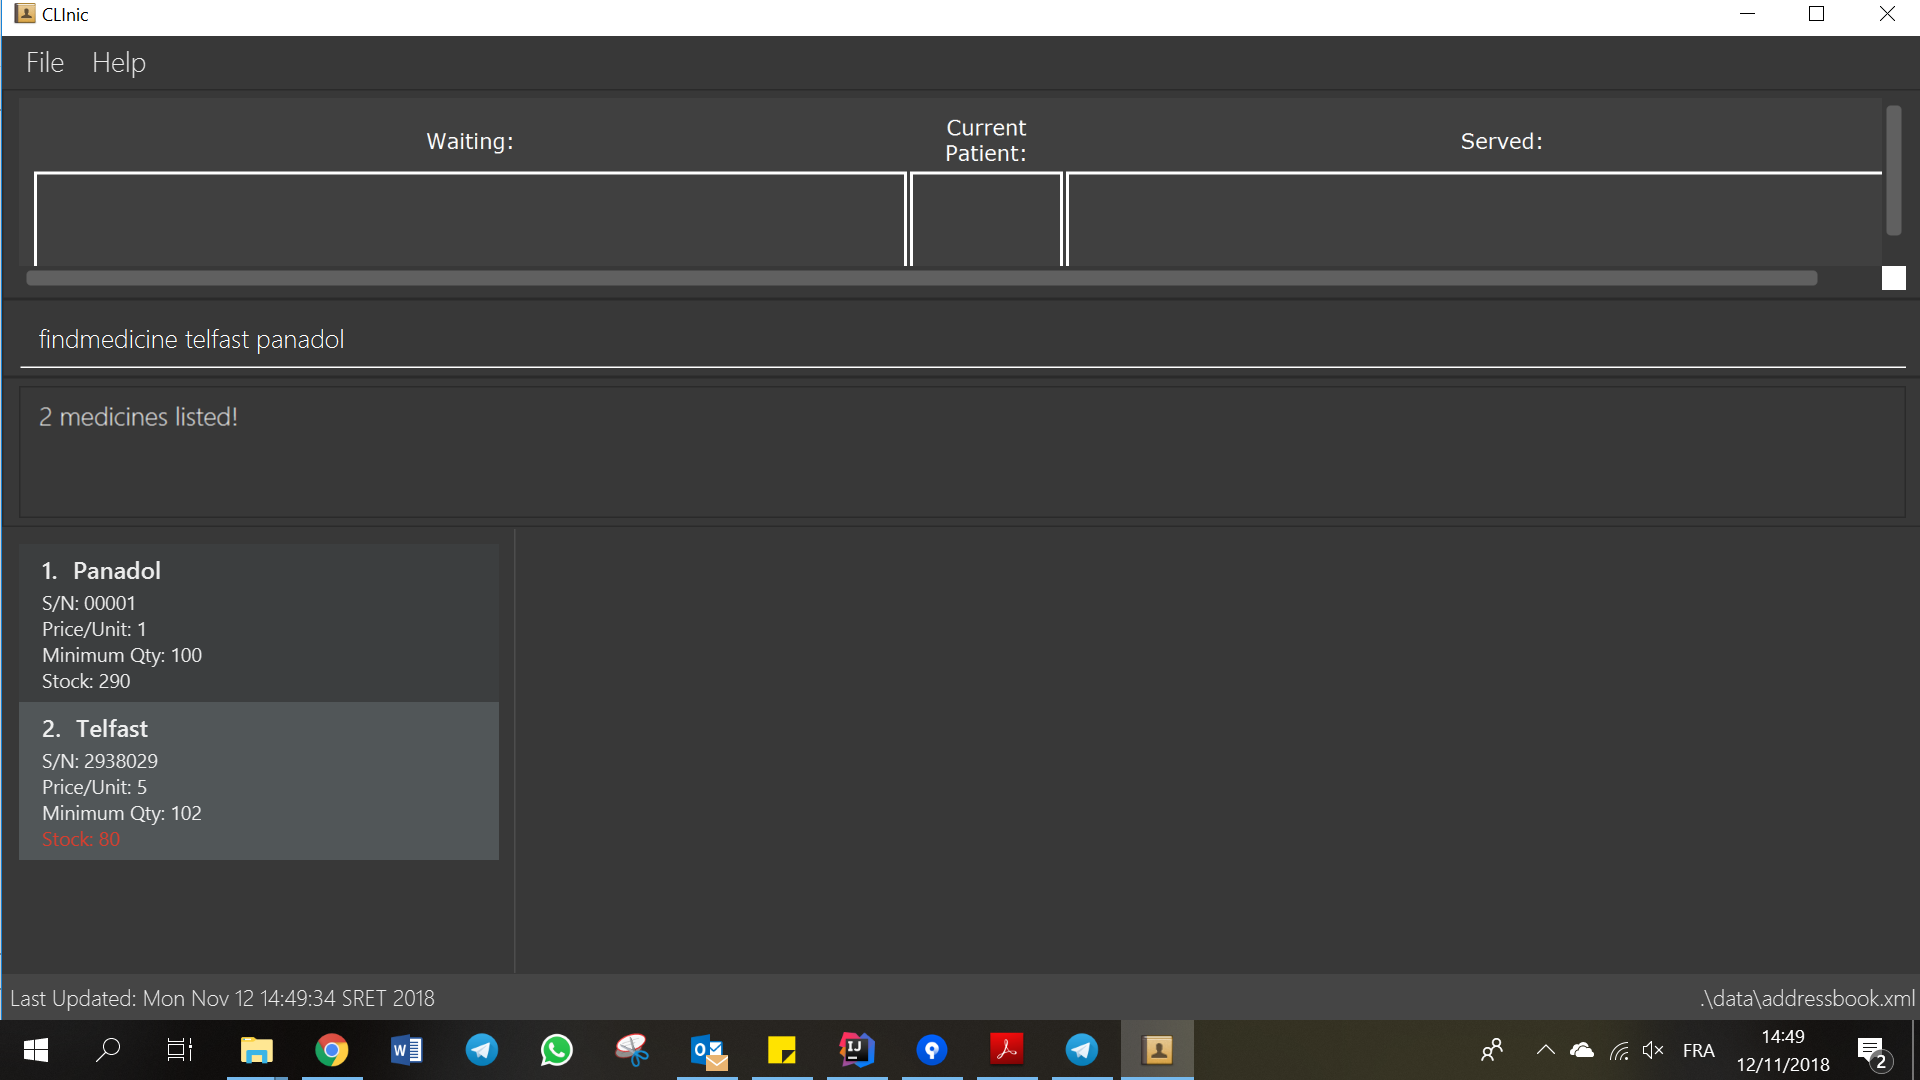 CLInic
File Help
Waiting:
Current
Patient:
Served:
findmedicine telfast panadol
2 medicines listed!
1. Panadol
S/N: 00001
Price/Unit: 1
Minimum Qty: 100
Stock: 290
2. Telfast
S/N: 2938029
Price/Unit: 5
Minimum Qty: 102
Stock: 80
Last Updated: Mon Nov 12 14:49:34 SRET 2018
.\data\addressbook.xml
FRA
14:49
12/11/2018
2